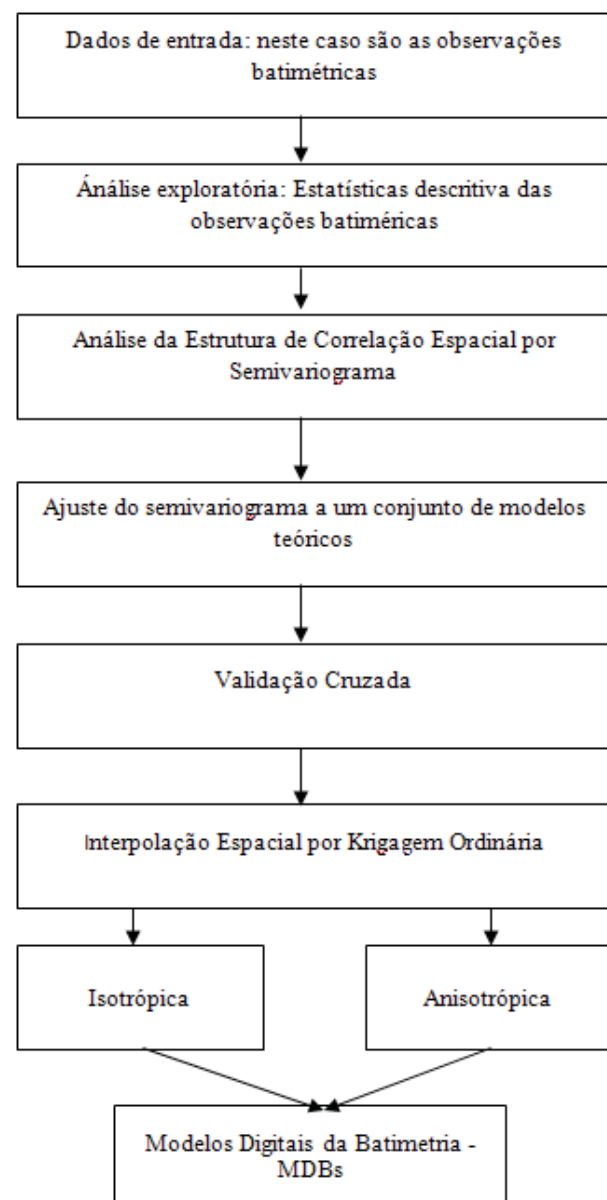 Dados de entrada: neste caso são as observações
batimétricas
Ánálise exploratória: Estatísticas descritiva das
observações batiméricas
Análise da Estrutura de Correlação Espacial por
Semivariograma
Ajuste do semivariograma a um conjunto de modelos
teóricos
Validação Cruzada
Interpolação Espacial por Krigagem Ordinária
Isotrópica
Anisotrópica
Modelos Digitais da Batimetria -
MDBs